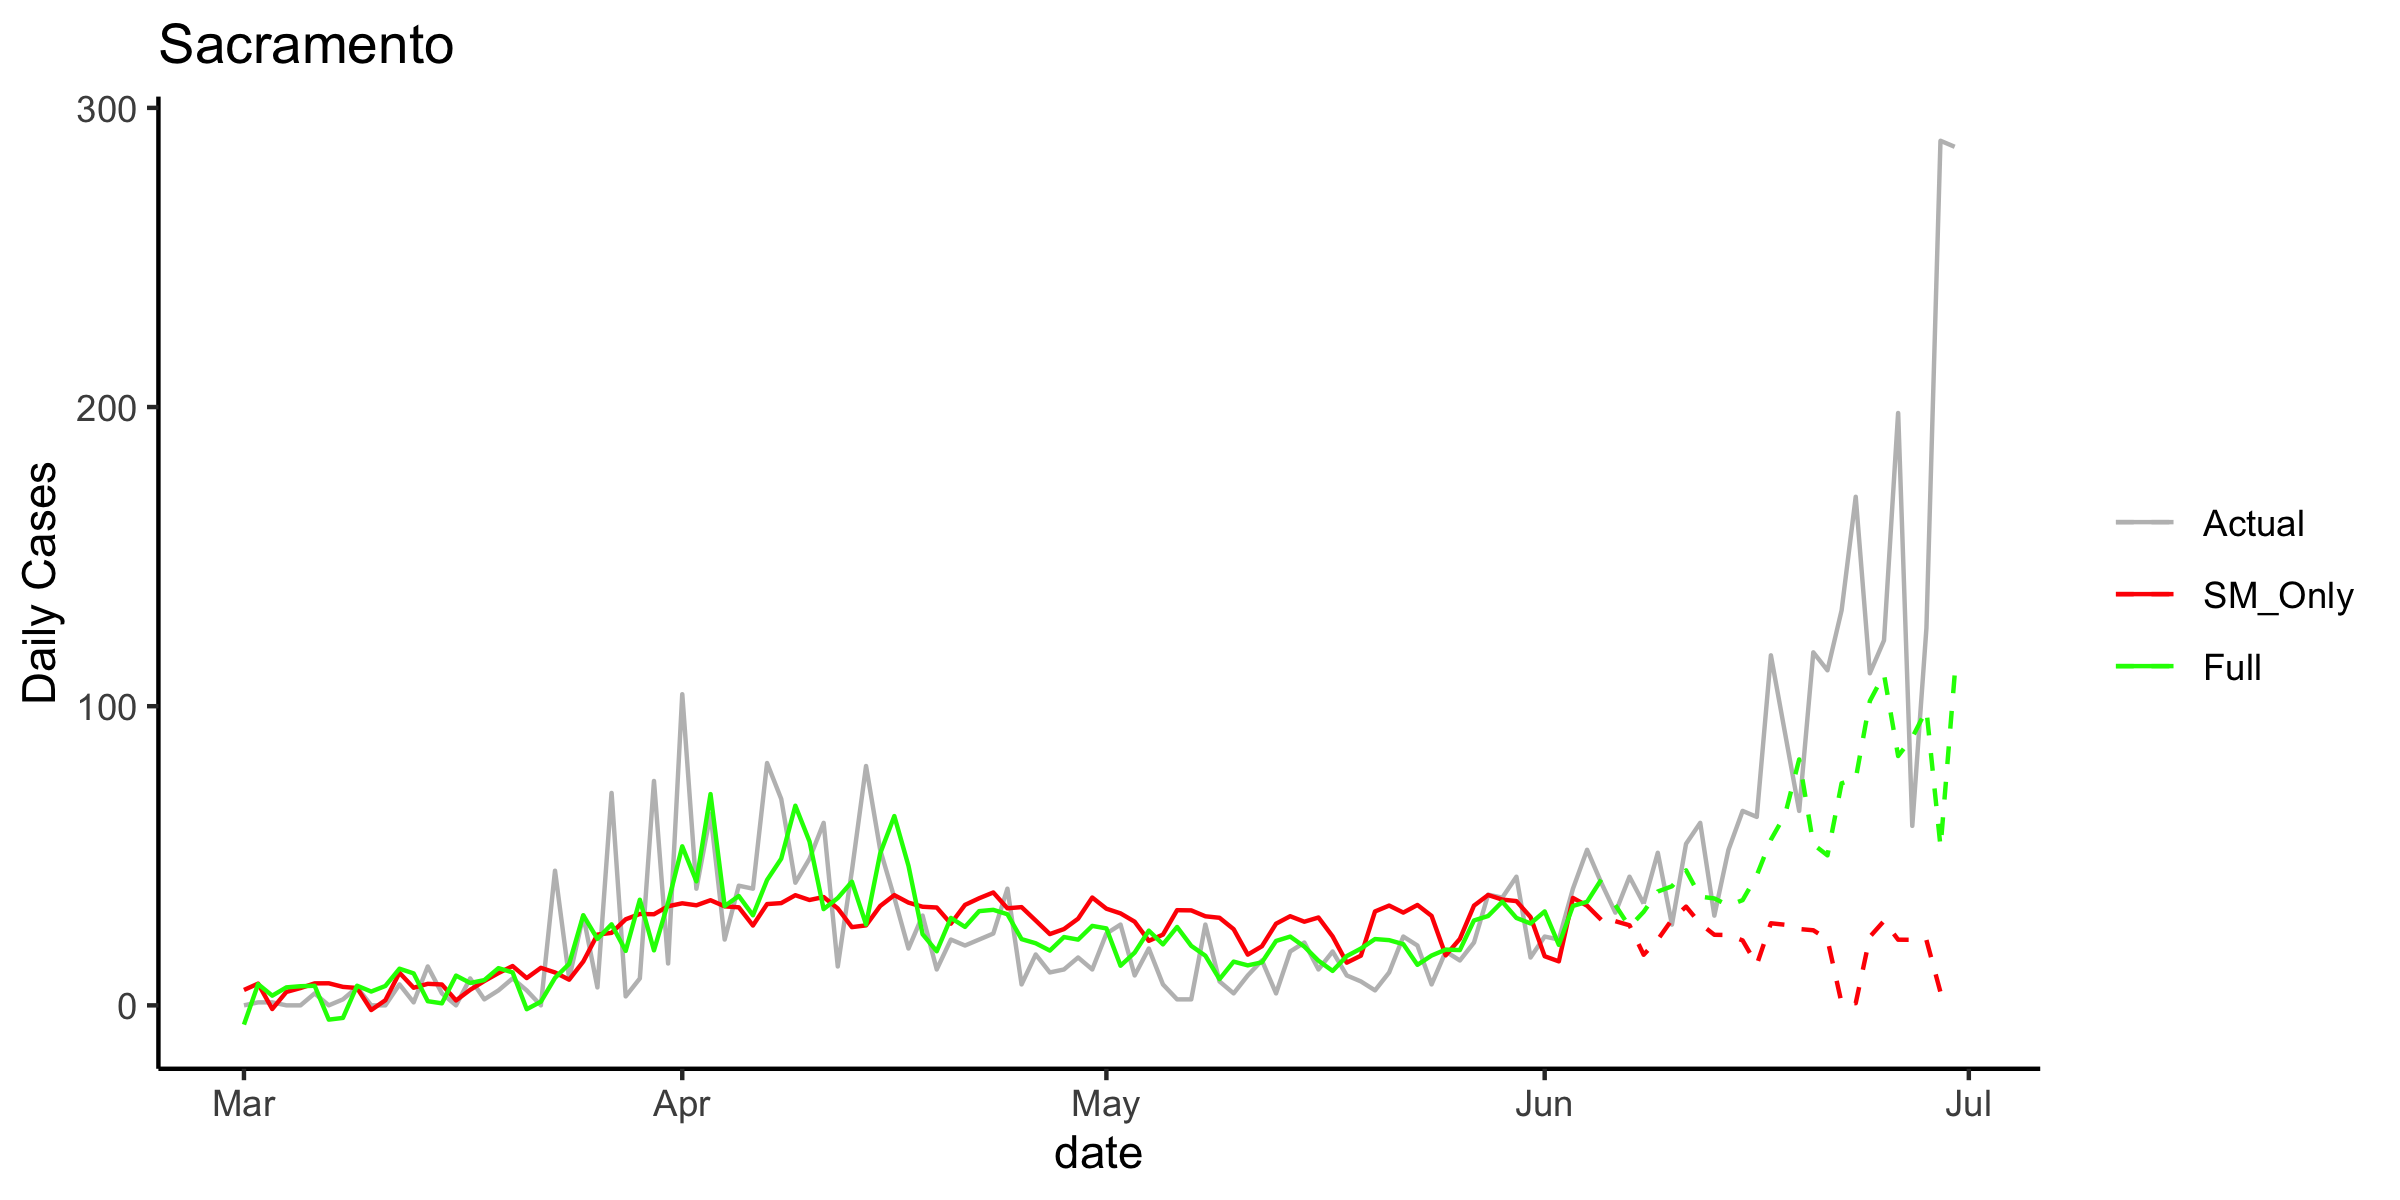 Sacramento
300
200
100
0
Daily Cases
Mar
Apr
May
Jun
Jul
date
Actual
SM_Only
Full